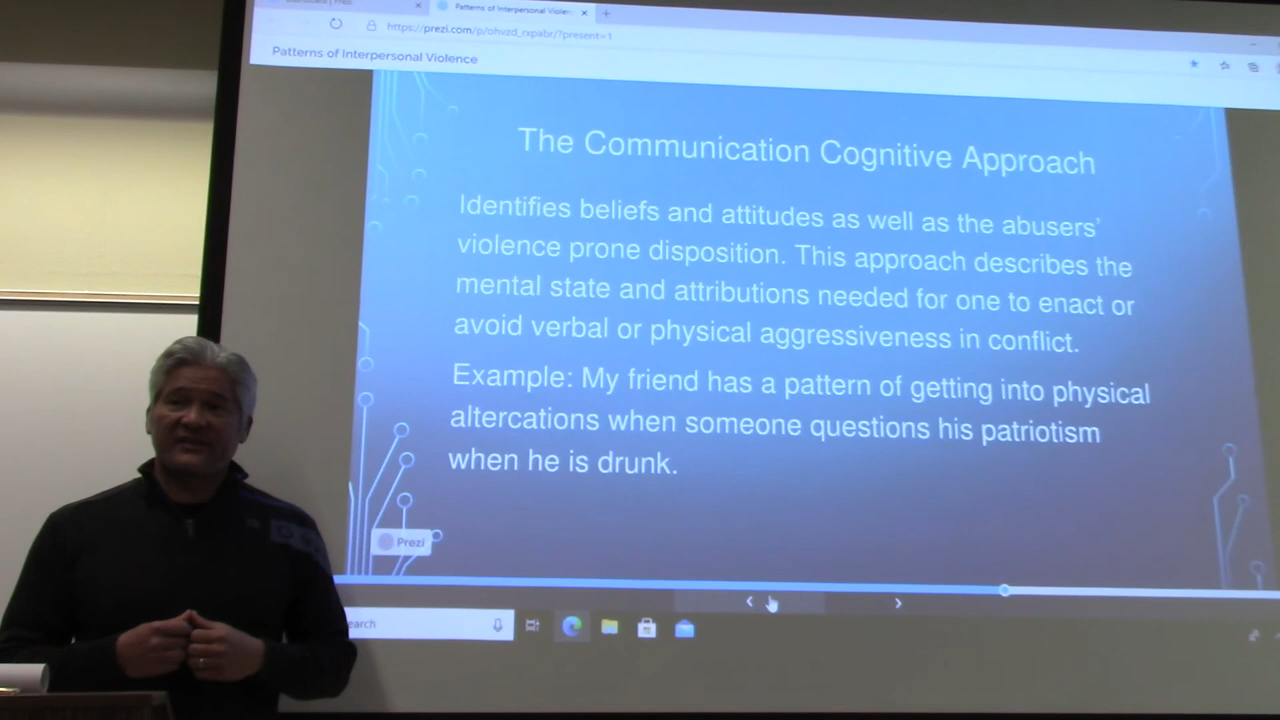 Patterns of Interpersonal Violen
https://prezi.com/p/ohvzd_rxpabr/?present=1
Patterns of Interpersonal Violence
The Communication Cognitive Approach
Identifies beliefs and attitudes as well as the abusers’
violence prone disposition. This approach describes the
mental state and attributions needed for one to enact or
avoid verbal or physical aggressiveness in conflict.
Example: My friend has a pattern of getting into physical
altercations when someone questions his patriotism
when he is drunk.
Prezi
earch